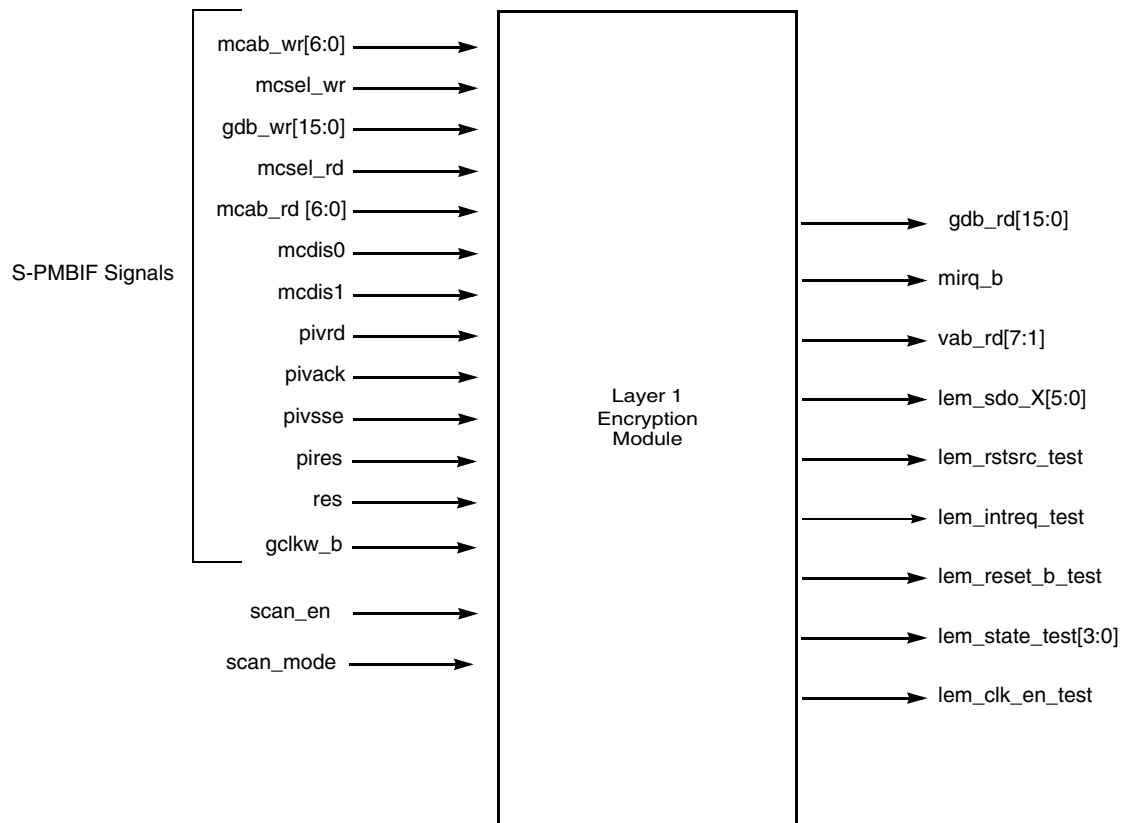 mcab_wr[6:0]
mcsel_wr
gdb_wr[15:0]
mcsel_rd
mcab_rd [6:0]
mcdis0
S-PMBIF Signals
mcdis1
pivrd
pivack
pivsse
pires
res
gclkw_b
scan_en
scan_mode
Layer 1
Encryption
Module
gdb_rd[15:0]
mirq_b
vab_rd[7:1]
lem_sdo_X[5:0]
lem_rstsrc_test
lem_intreq_test
lem_reset_b_test
lem_state_test[3:0]
lem_clk_en_test